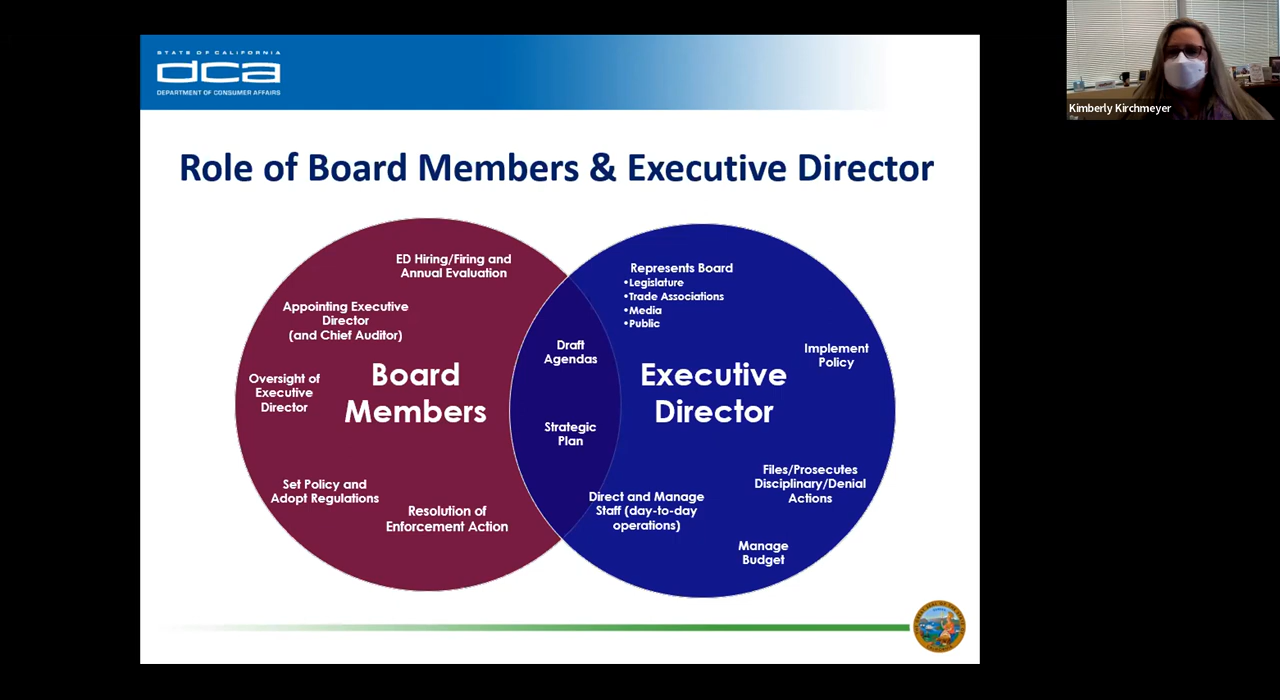 STATE OF CALIFORNIA
dca
DEPARTMENT OF CONSUMER AFFAIRS
Kimberly Kirchmeyer
Role of Board Members & Executive Director
ED Hiring/Firing and
Annual Evaluation
Appointing Executive
Director
(and Chief Auditor)
Oversight of
Executive
Director
Board
Members
Set Policy and
Adopt Regulations
Resolution of
Enforcement Action
Draft
Agendas
Strategic
Plan
Represents Board
•Legislature
•Trade Associations
•Media
•Public
Implement
Policy
Executive
Director
Files/Prosecutes
Disciplinary/Denial
Actions
Direct and Manage
Staff (day-to-day
operations)
Manage
Budget